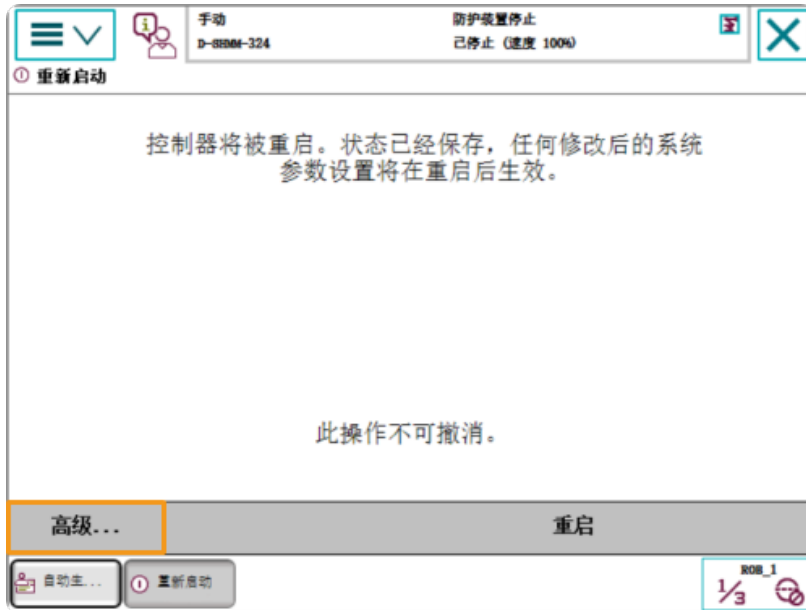 手动
D-SHMM-324
防护装置停止
已停止 (速度 100%)
重新启动
控制器将被重启。状态已经保存，任何修改后的系统
参数设置将在重启后生效。
此操作不可撤消。
高级...
重启
自动生...
重新启动
ROB_1
1/3